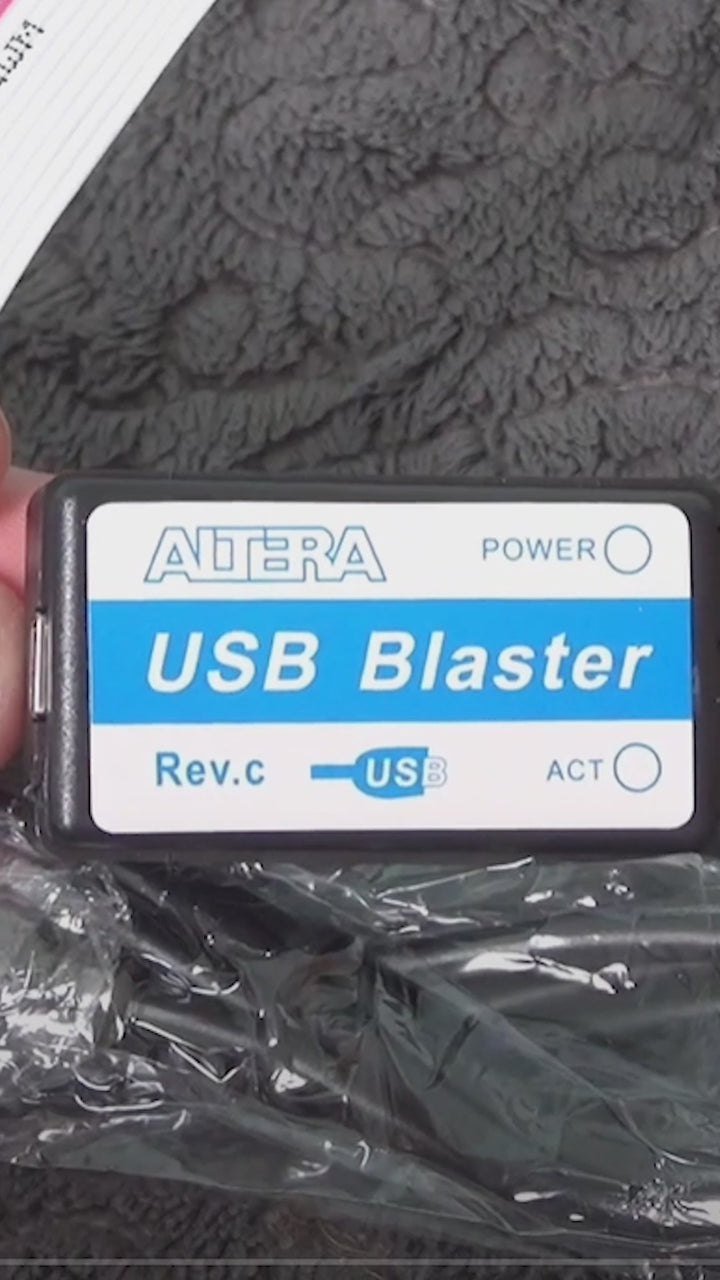 ALTERA
POWER
USB Blaster
Rev.c
USB
ACT